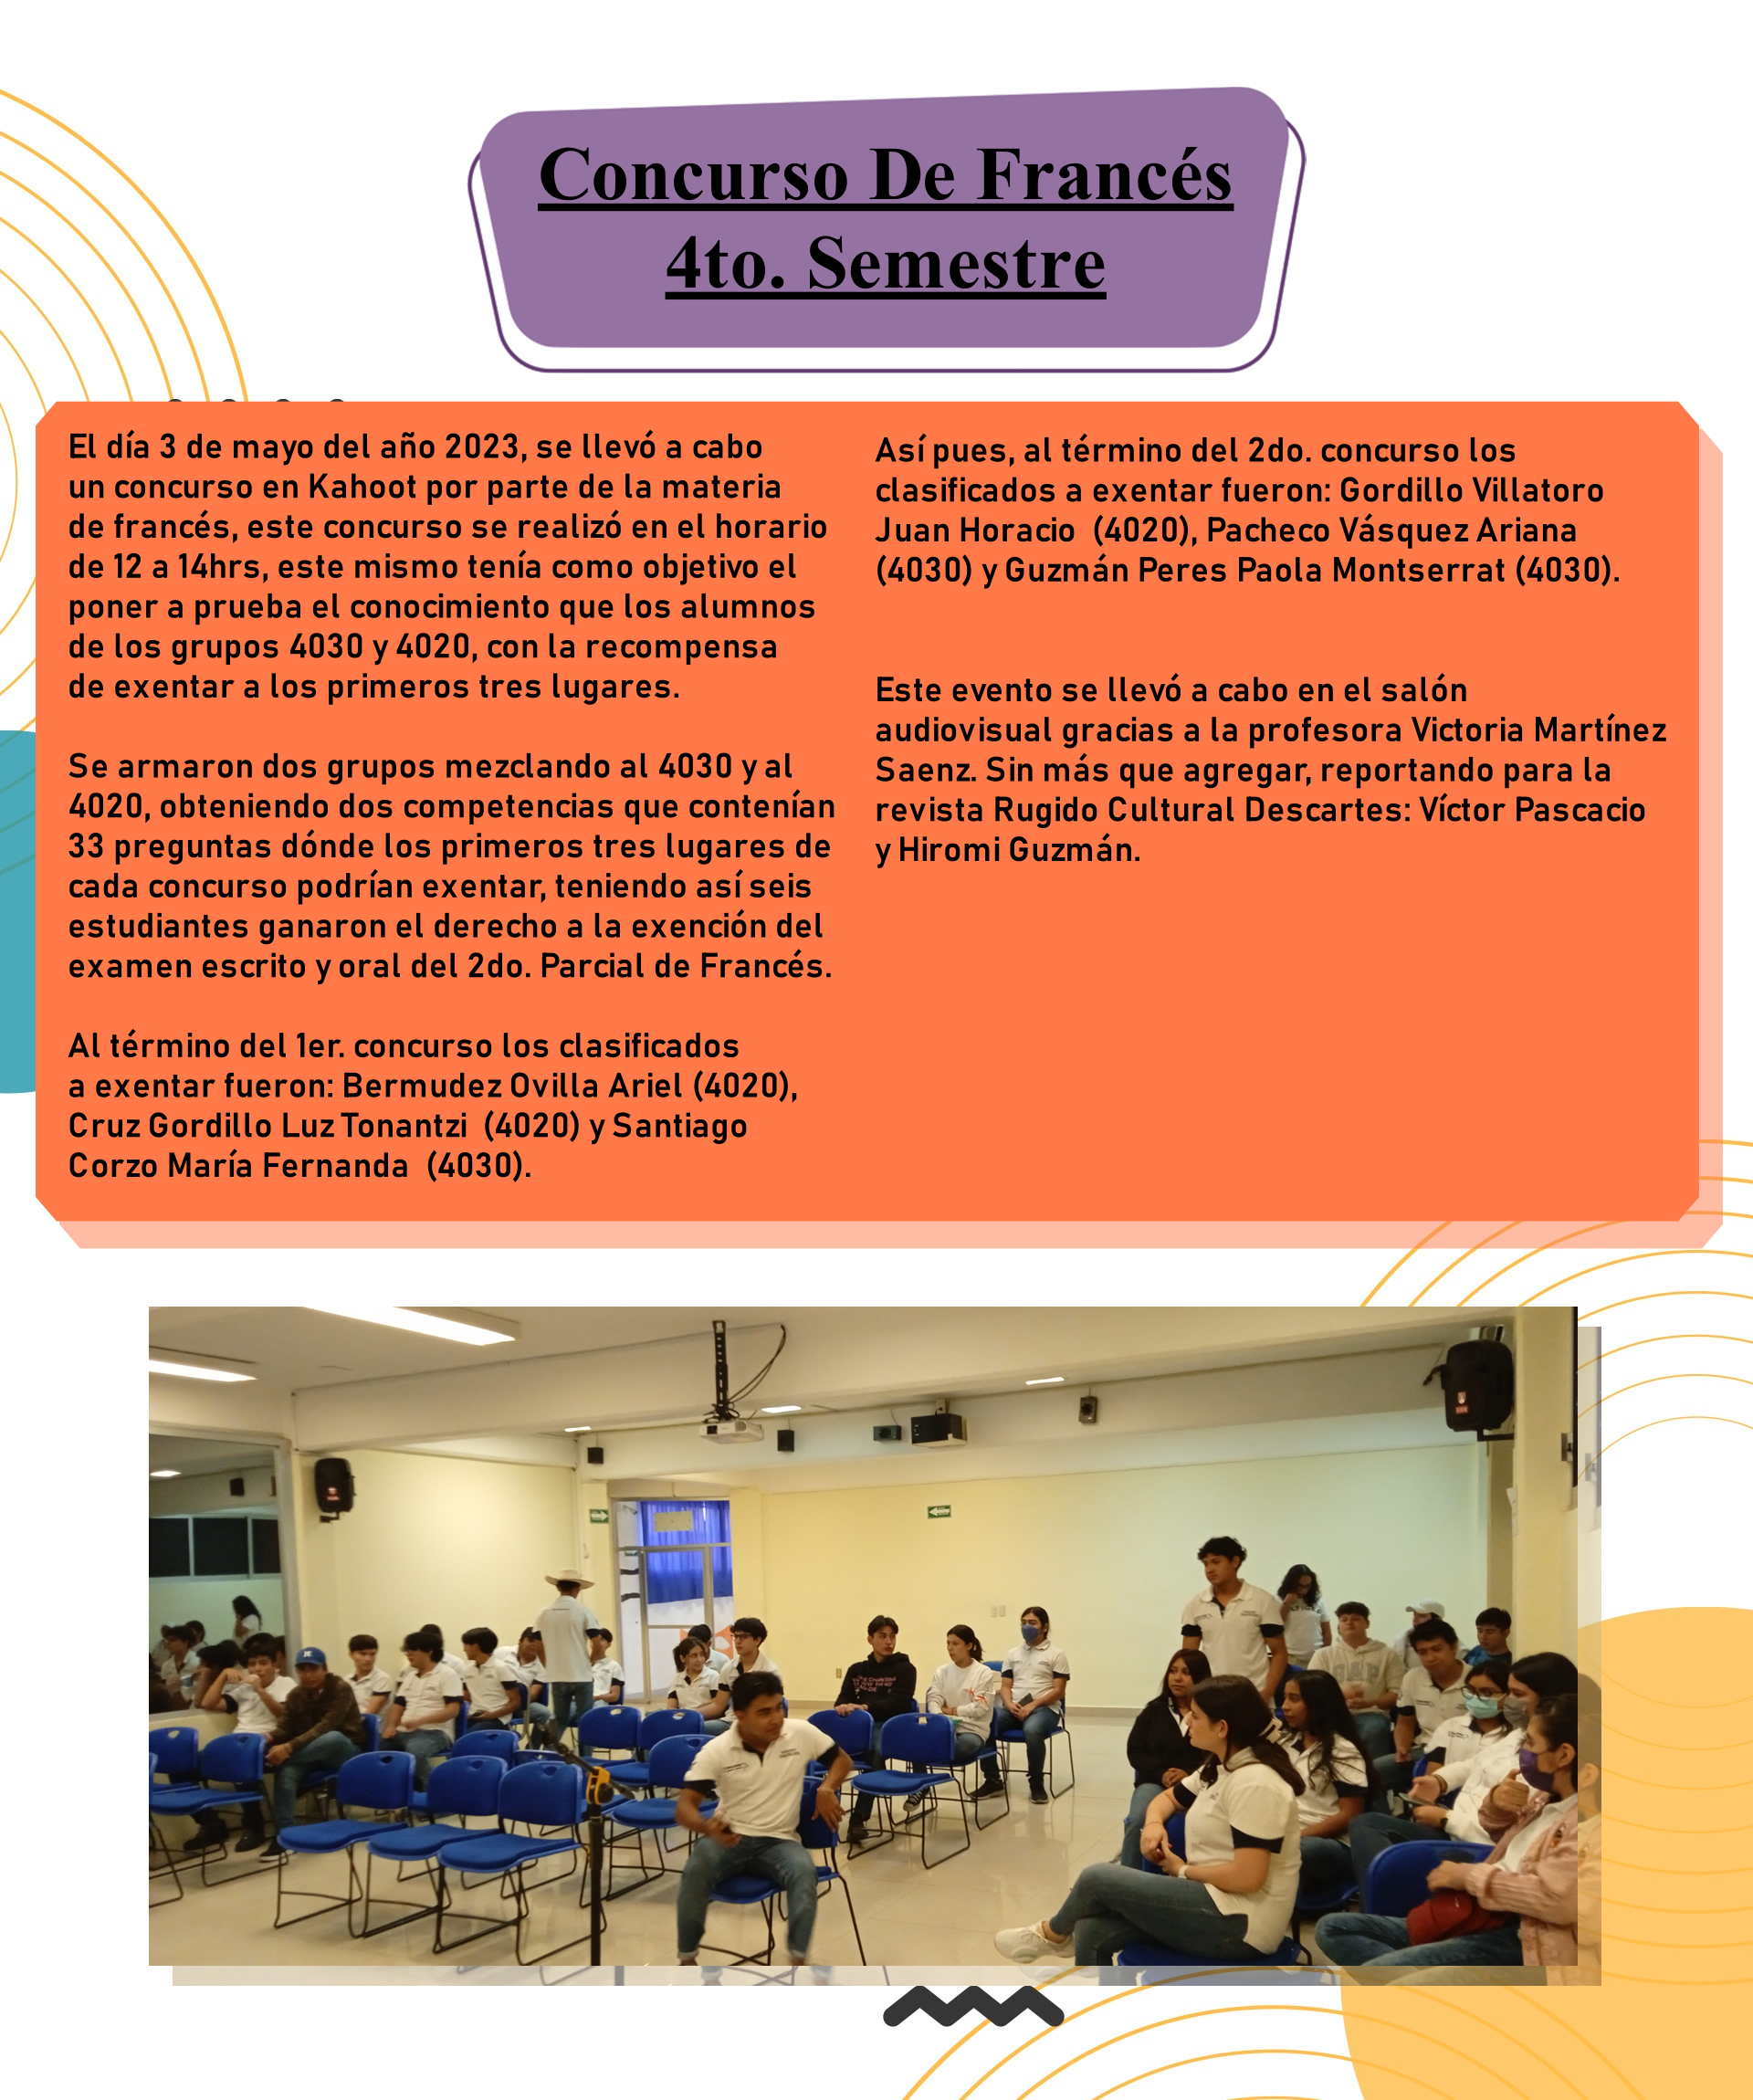 Concurso De Francés
4to. Semestre
El día 3 de mayo del año 2023, se llevó a cabo
un concurso en Kahoot por parte de la materia
de francés, este concurso se realizó en el horario
de 12 a 14hrs, este mismo tenía como objetivo el
poner a prueba el conocimiento que los alumnos
de los grupos 4030 y 4020, con la recompensa
de exentar a los primeros tres lugares.
Se armaron dos grupos mezclando al 4030 y al
4020, obteniendo dos competencias que contenían
33 preguntas dónde los primeros tres lugares de
cada concurso podrían exentar, teniendo así seis
estudiantes ganaron el derecho a la exención del
examen escrito y oral del 2do. Parcial de Francés.
Al término del 1er. concurso los clasificados
a exentar fueron: Bermudez Ovilla Ariel (4020),
Cruz Gordillo Luz Tonantzi (4020) y Santiago
Corzo María Fernanda (4030).
Así pues, al término del 2do. concurso los
clasificados a exentar fueron: Gordillo Villatoro
Juan Horacio (4020), Pacheco Vásquez Ariana
(4030) y Guzmán Peres Paola Montserrat (4030).
Este evento se llevó a cabo en el salón
audiovisual gracias a la profesora Victoria Martínez
Saenz. Sin más que agregar, reportando para la
revista Rugido Cultural Descartes: Víctor Pascacio
y Hiromi Guzmán.